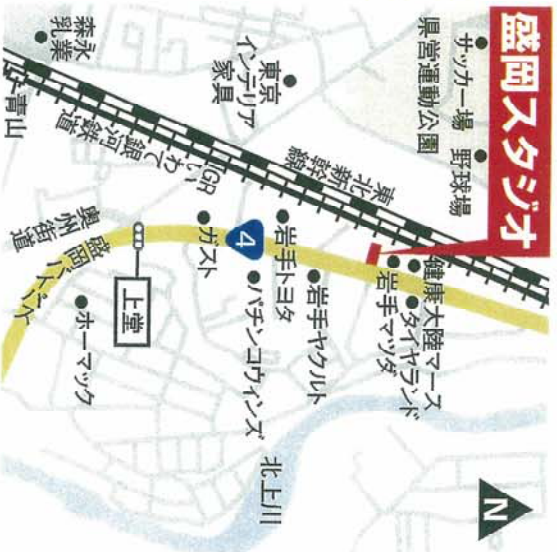 盛岡スタジオ
サッカー場
野球場
県営運動公園
健康大陸マーズ
タイヤランド
岩手マツダ
岩手ヤクルト
岩手トヨタ
パチンコウィンズ
ガスト
4
東北新幹線
IGR
いわて銀河鉄道
東京
インテリア
家具
森永
乳業
青山
上堂
盛岡バイパス
奥州街道
ホーマック
北上川
N